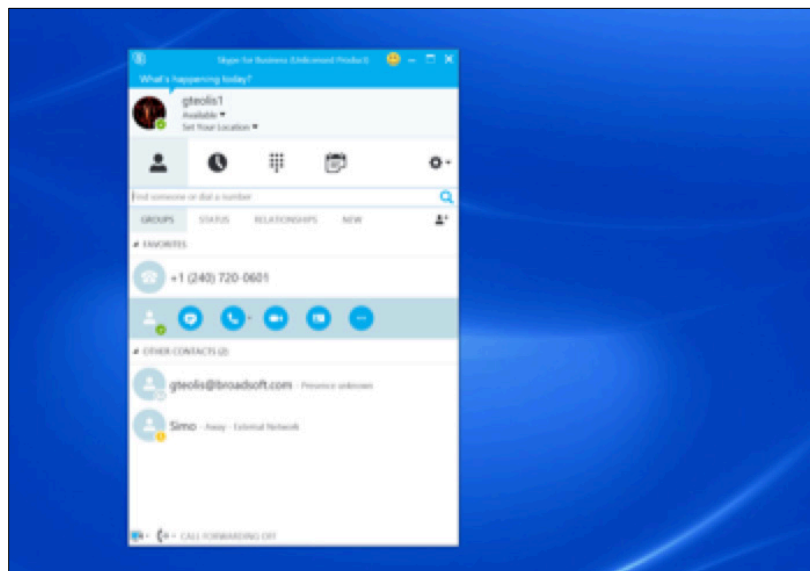 Skype for Business (Unlicensed Product)
What's happening today?
gteolis1
Available
Set Your Location
Find someone or dial a number
GROUPS STATUS RELATIONSHIPS NEW
FAVORITES
+1 (240) 720-0601
OTHER CONTACTS (2)
gteolis@broadsoft.com - Presence unknown
Simo - Away - External Network
CALL FORWARDING OFF